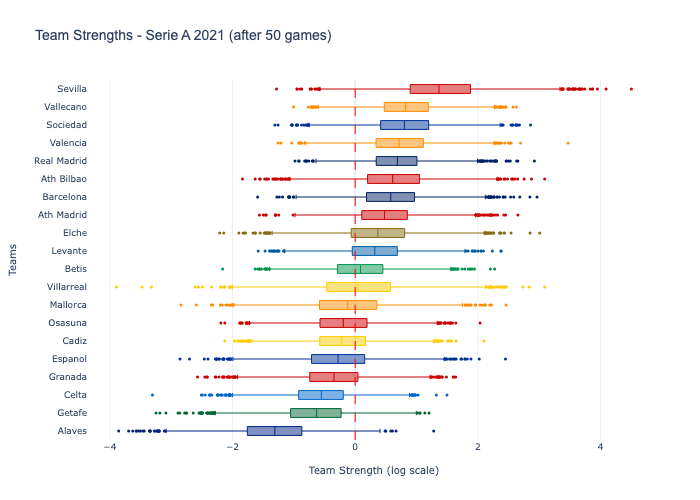 Team Strengths - Serie A 2021 (after 50 games)
Sevilla
Vallecano
Sociedad
Valencia
Real Madrid
Ath Bilbao
Barcelona
Ath Madrid
Elche
Levante
Betis
Villarreal
Mallorca
Osasuna
Cadiz
Espanol
Granada
Celta
Getafe
Alaves
Teams
−4 −2 0 2 4
Team Strength (log scale)